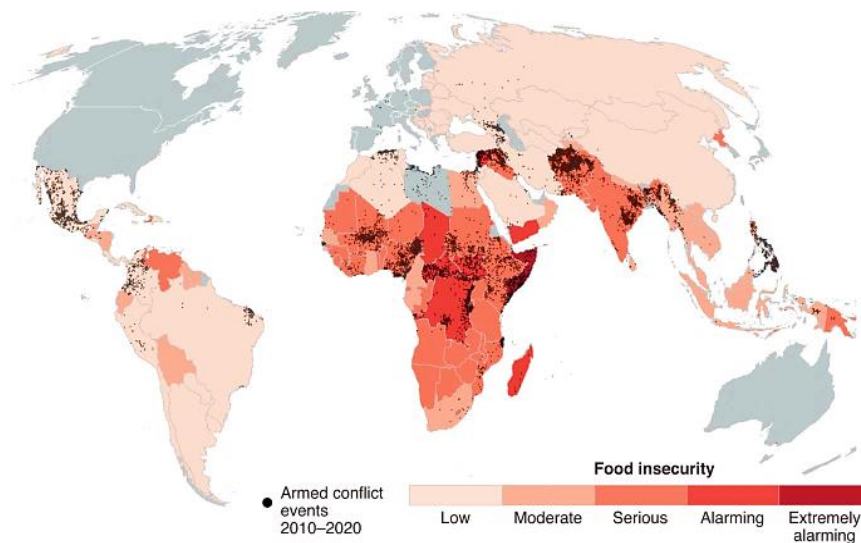 Armed conflict
events
2010–2020
Food insecurity
Low
Moderate
Serious
Alarming
Extremely
alarming